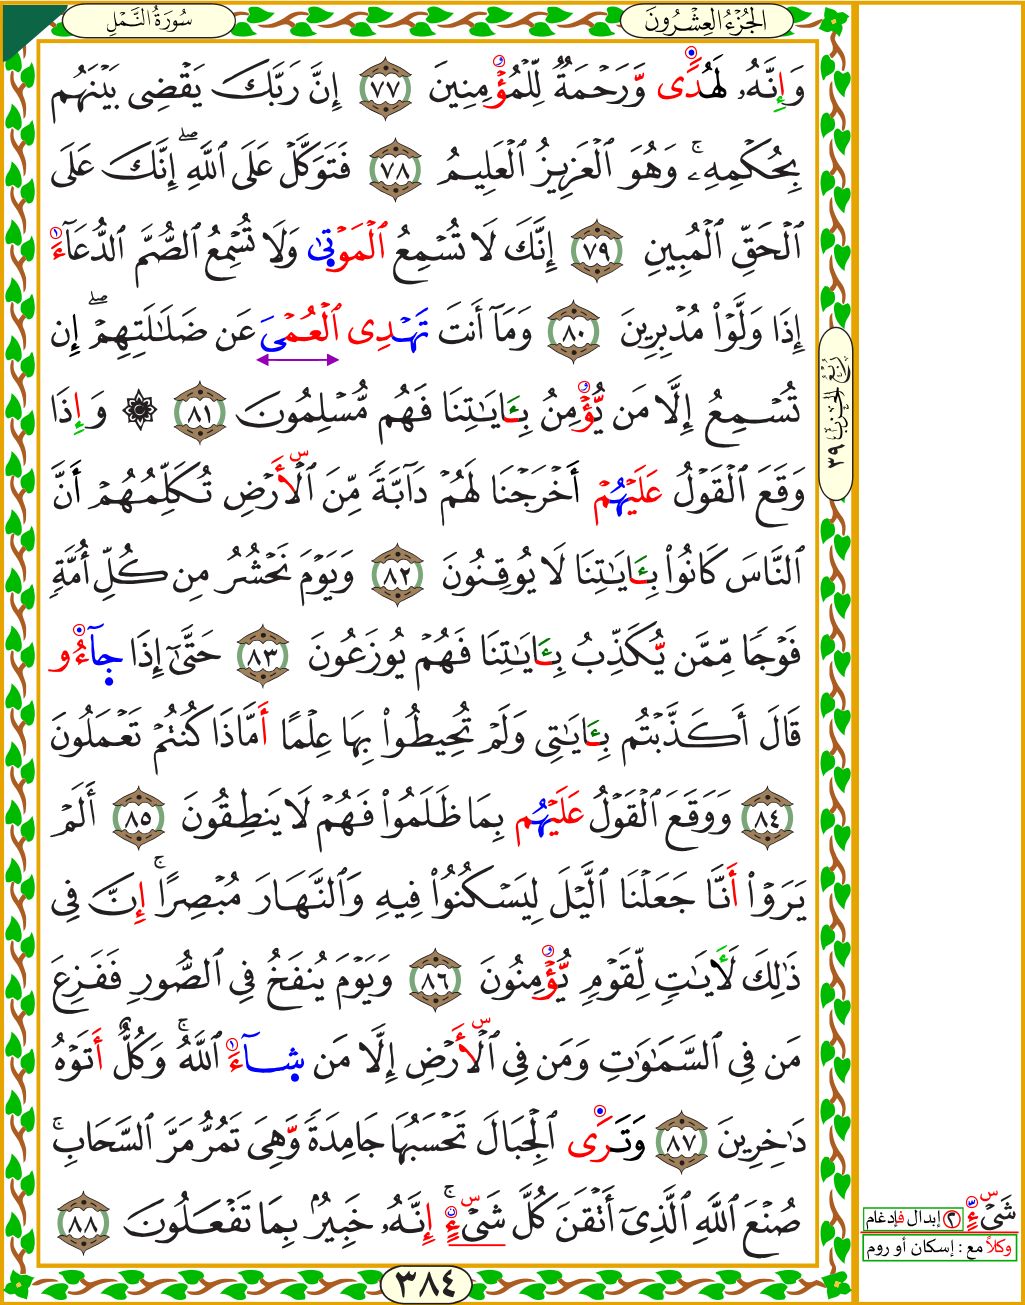 سُورَةُ النَّمْلِ
الجُزْءُ العِشْرُونَ
وَإِنَّهُۥ لَهُدًى وَرَحْمَةٌ لِّلْمُؤْمِنِينَ ٧٧ إِنَّ رَبَّكَ يَقْضِى بَيْنَهُم
بِحُكْمِهِۦۚ وَهُوَ ٱلْعَزِيزُ ٱلْعَلِيمُ ٧٨ فَتَوَكَّلْ عَلَى ٱللَّهِۖ إِنَّكَ عَلَى
ٱلْحَقِّ ٱلْمُبِينِ ٧٩ إِنَّكَ لَا تُسْمِعُ ٱلْمَوْتَىٰ وَلَا تُسْمِعُ ٱلصُّمَّ ٱلدُّعَآءَ
إِذَا وَلَّوْا۟ مُدْبِرِينَ ٨٠ وَمَآ أَنتَ تَهْدِى ٱلْعُمْىَ عَن ضَلَـٰلَتِهِمْۖ إِن
تُسْمِعُ إِلَّا مَن يُؤْمِنُ بِـَٔايَـٰتِنَا فَهُم مُّسْلِمُونَ ٨١ ۞ وَإِذَا
وَقَعَ ٱلْقَوْلُ عَلَيْهُمْ أَخْرَجْنَا لَهُمْ دَآبَّةً مِّنَ ٱلْأَرْضِ تُكَلِّمُهُمْ أَنَّ
ٱلنَّاسَ كَانُوا۟ بِـَٔايَـٰتِنَا لَا يُوقِنُونَ ٨٢ وَيَوْمَ نَحْشُرُ مِن كُلِّ أُمَّةٍ
فَوْجًا مِّمَّن يُكَذِّبُ بِـَٔايَـٰتِنَا فَهُمْ يُوزَعُونَ ٨٣ حَتَّىٰٓ إِذَا جَآءُو
قَالَ أَكَذَّبْتُم بِـَٔايَـٰتِى وَلَمْ تُحِيطُوا۟ بِهَا عِلْمًا أَمَّاذَا كُنتُمْ تَعْمَلُونَ
٨٤ وَوَقَعَ ٱلْقَوْلُ عَلَيْهُم بِمَا ظَلَمُوا۟ فَهُمْ لَا يَنطِقُونَ ٨٥ أَلَمْ
يَرَوْا۟ أَنَّا جَعَلْنَا ٱلَّيْلَ لِيَسْكُنُوا۟ فِيهِ وَٱلنَّهَارَ مُبْصِرًاۚ إِنَّ فِى
ذَٰلِكَ لَـَٔايَـٰتٍ لِّقَوْمٍ يُؤْمِنُونَ ٨٦ وَيَوْمَ يُنفَخُ فِى ٱلصُّورِ فَفَزِعَ
مَن فِى ٱلسَّمَـٰوَٰتِ وَمَن فِى ٱلْأَرْضِ إِلَّا مَن شَآءَ ٱللَّهُۚ وَكُلٌّ أَتَوْهُ
دَٰخِرِينَ ٨٧ وَتَرَى ٱلْجِبَالَ تَحْسَبُهَا جَامِدَةً وَهِىَ تَمُرُّ مَرَّ ٱلسَّحَابِۚ
صُنْعَ ٱللَّهِ ٱلَّذِىٓ أَتْقَنَ كُلَّ شَىْءٍۚ إِنَّهُۥ خَبِيرٌۢ بِمَا تَفْعَلُونَ ٨٨
رُبْعُ الحِزْبِ ٣٩
شَىْءٍ ٢ إبدال فإدغام
وكلاً مع : إسكان أو روم
٣٨٤